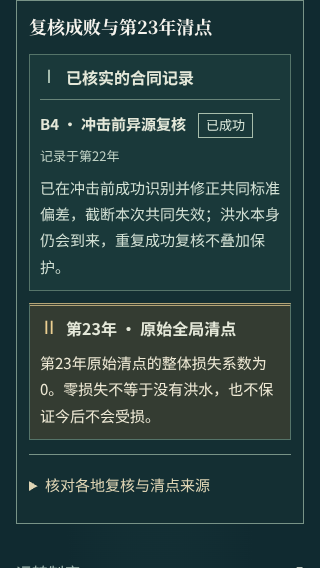 复核成败与第23年清点
I 已核实的合同记录
B4 · 冲击前异源复核 已成功
记录于第22年
已在冲击前成功识别并修正共同标准
偏差，截断本次共同失效；洪水本身
仍会到来，重复成功复核不叠加保
护。
II 第23年 · 原始全局清点
第23年原始清点的整体损失系数为
0。零损失不等于没有洪水，也不保
证今后不会受损。
▶ 核对各地复核与清点来源